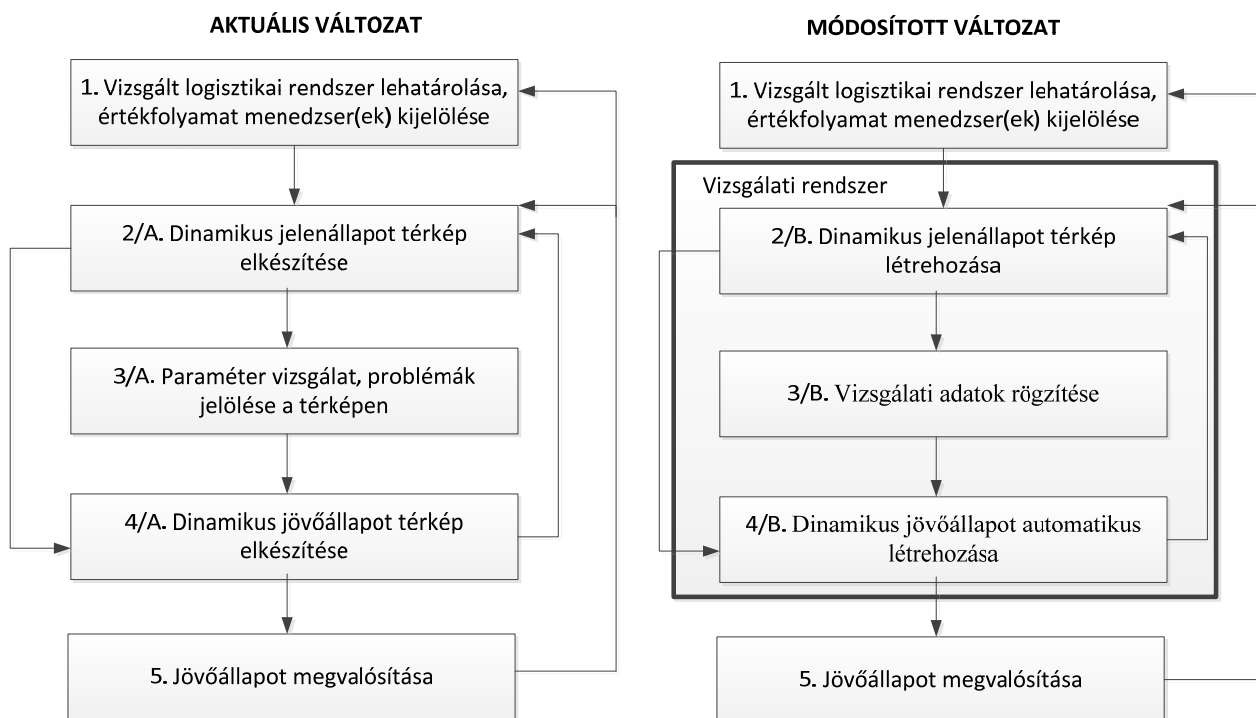 AKTUÁLIS VÁLTOZAT
1. Vizsgált logisztikai rendszer lehatárolása,
értékfolyamat menedzser(ek) kijelölése
2/A. Dinamikus jelenállapot térkép
elkészítése
3/A. Paraméter vizsgálat, problémák
jelölése a térképen
4/A. Dinamikus jövőállapot térkép
elkészítése
5. Jövőállapot megvalósítása
MÓDOSÍTOTT VÁLTOZAT
1. Vizsgált logisztikai rendszer lehatárolása,
értékfolyamat menedzser(ek) kijelölése
Vizsgálati rendszer
2/B. Dinamikus jelenállapot térkép
létrehozása
3/B. Vizsgálati adatok rögzítése
4/B. Dinamikus jövőállapot automatikus
létrehozása
5. Jövőállapot megvalósítása